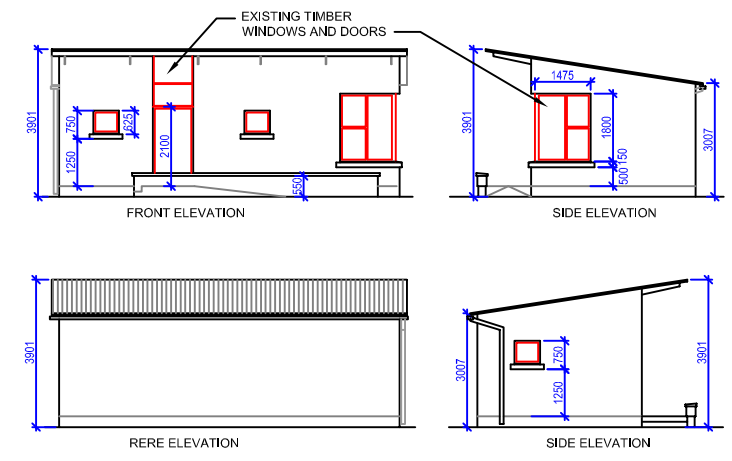 EXISTING TIMBER
WINDOWS AND DOORS
3901
750
1250
625
2100
550
FRONT ELEVATION
3901
1475
1800
150
500
3007
SIDE ELEVATION
3901
RERE ELEVATION
3007
750
1250
3901
SIDE ELEVATION